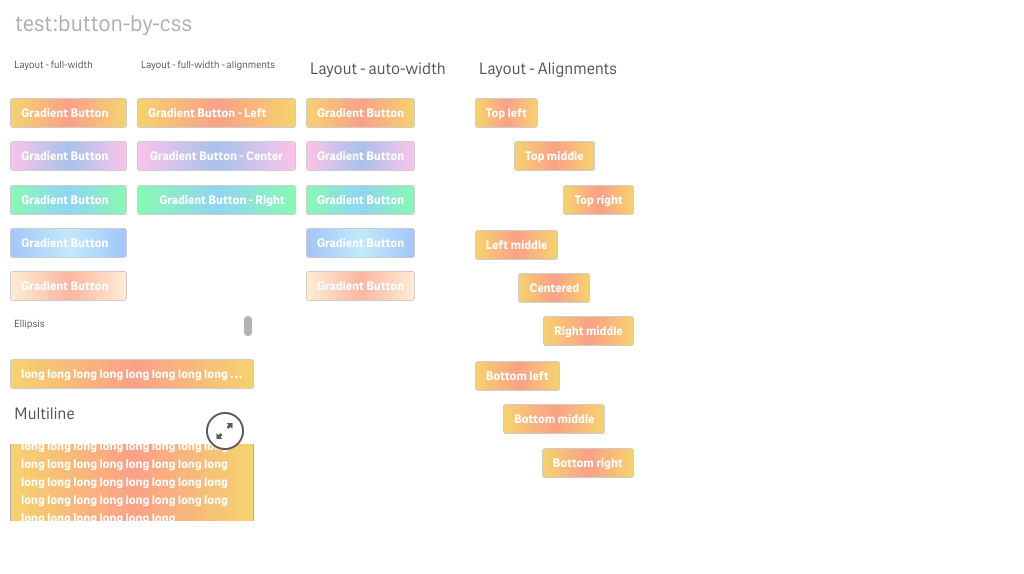 test:button-by-css
Layout - full-width
Gradient Button
Gradient Button
Gradient Button
Gradient Button
Gradient Button
Layout - full-width - alignments
Gradient Button - Left
Gradient Button - Center
Gradient Button - Right
Layout - auto-width
Gradient Button
Gradient Button
Gradient Button
Gradient Button
Gradient Button
Layout - Alignments
Top left
Top middle
Top right
Left middle
Centered
Right middle
Bottom left
Bottom middle
Bottom right
Ellipsis
long long long long long long long long ...
Multiline
long long long long long long long long
long long long long long long long long
long long long long long long long long
long long long long long long long long
long long long long long long